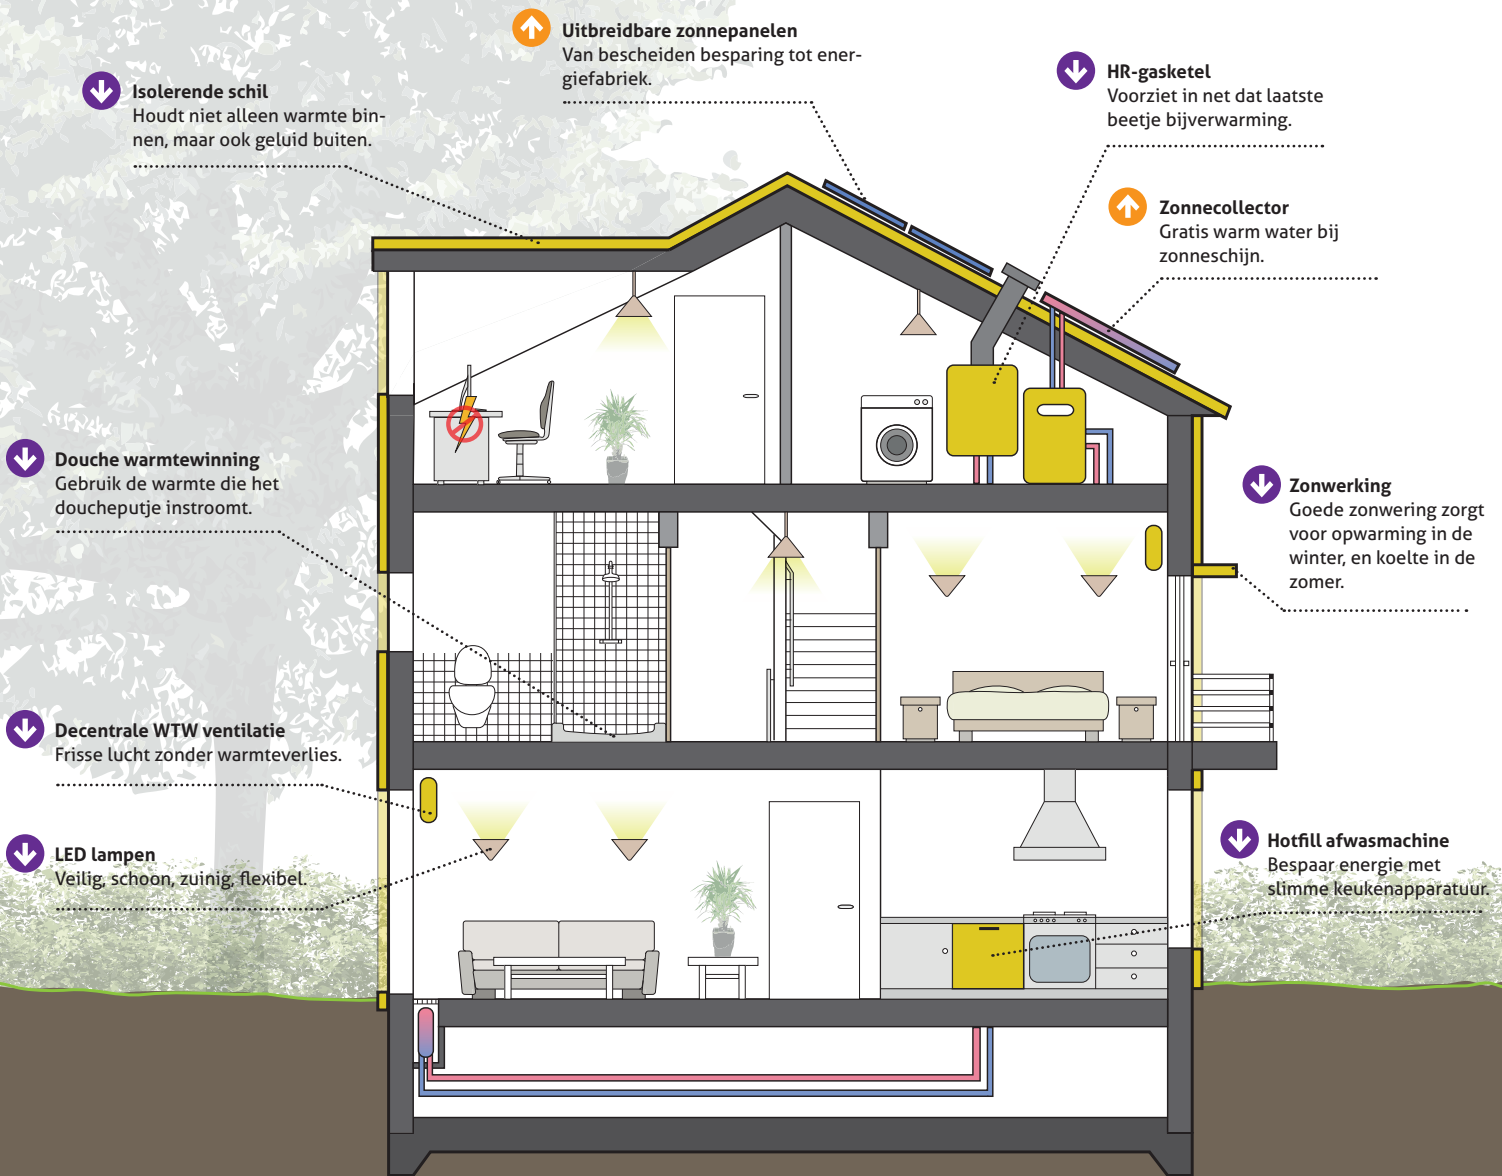 Uitbreidbare zonnepanelen
Van bescheiden besparing tot ener-
giefabriek.
HR-gasketel
Voorziet in net dat laatste
beetje bijverwarming.
Isolerende schil
Houdt niet alleen warmte bin-
nen, maar ook geluid buiten.
Zonnecollector
Gratis warm water bij
zonneschijn.
Douche warmtewinning
Gebruik de warmte die het
doucheputje instroomt.
Zonwerking
Goede zonwering zorgt
voor opwarming in de
winter, en koelte in de
zomer.
Decentrale WTW ventilatie
Frisse lucht zonder warmteverlies.
LED lampen
Veilig, schoon, zuinig, flexibel.
Hotfill afwasmachine
Bespaar energie met
slimme keukenapparatuur.